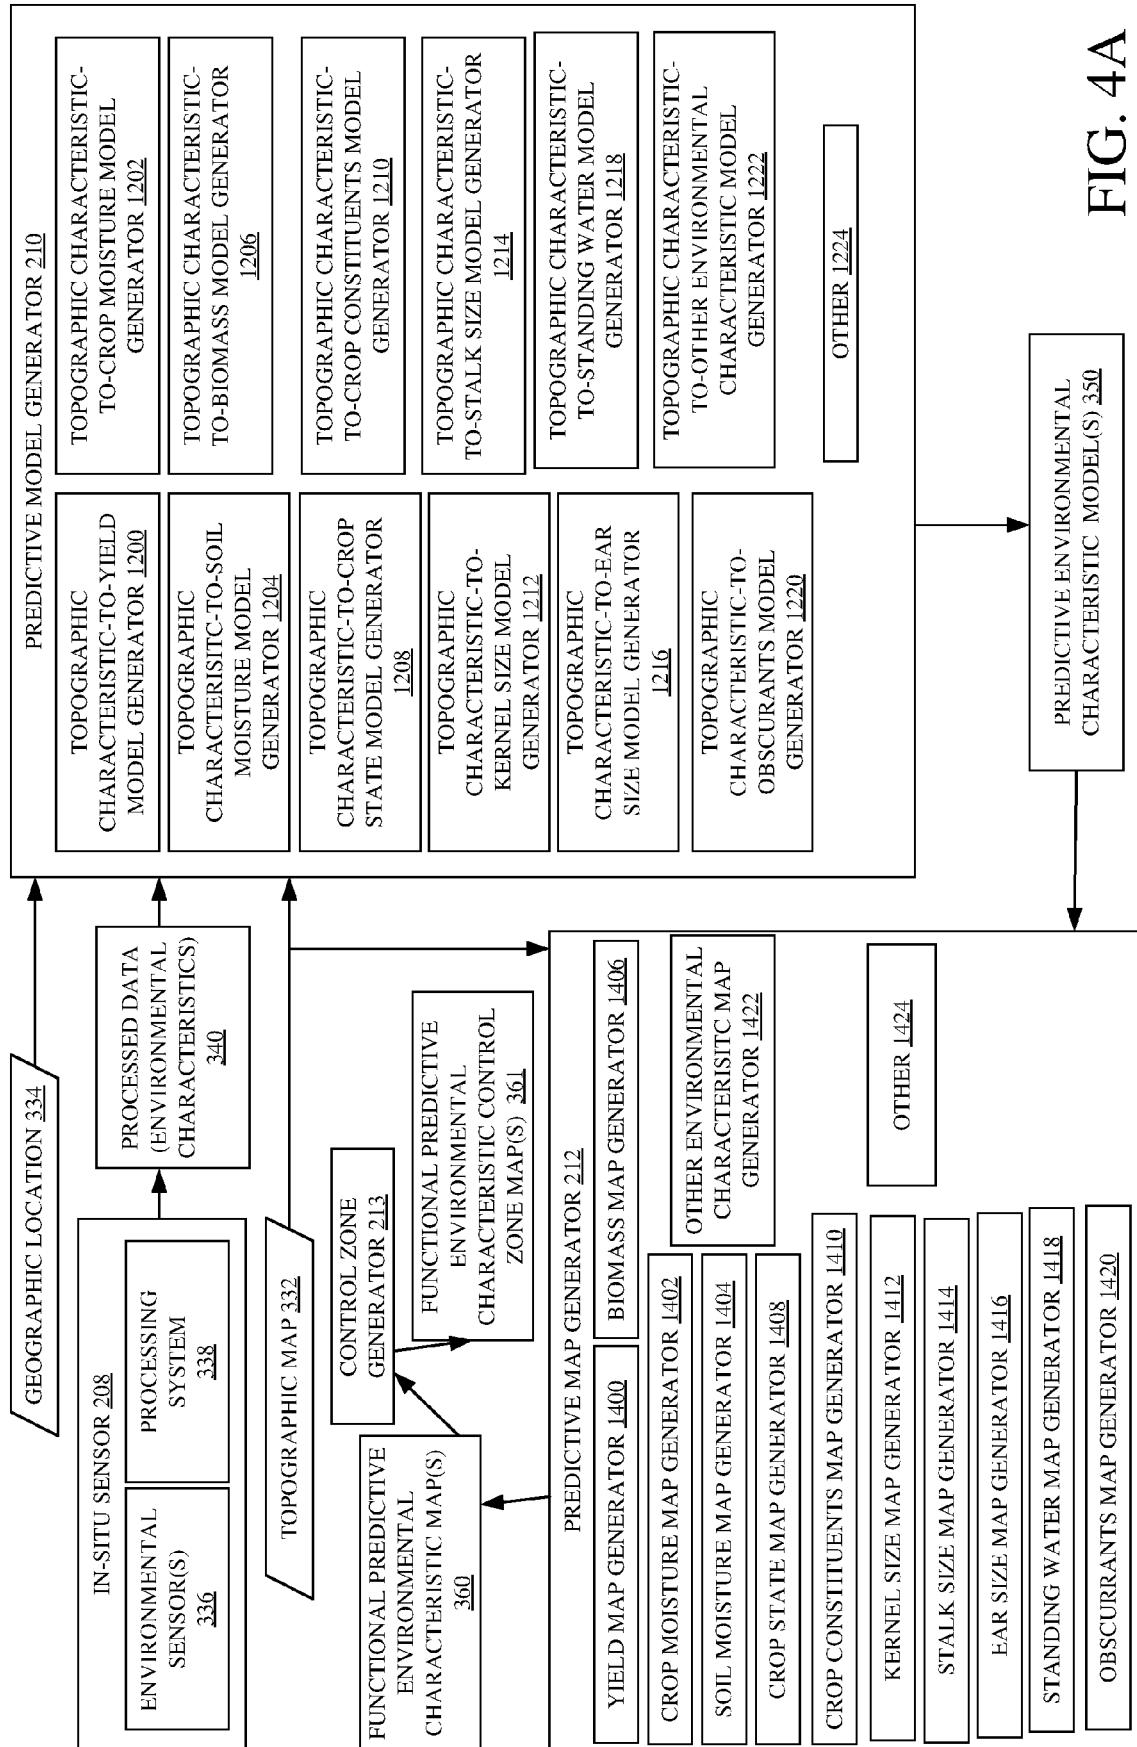 GEOGRAPHIC LOCATION 334
IN-SITU SENSOR 208
ENVIRONMENTAL
SENSOR(S)
336
PROCESSING
SYSTEM
338
PROCESSED DATA
(ENVIRONMENTAL
CHARACTERISTICS)
340
TOPOGRAPHIC MAP 332
FUNCTIONAL PREDICTIVE
ENVIRONMENTAL
CHARACTERISTIC MAP(S)
360
CONTROL ZONE
GENERATOR 213
FUNCTIONAL PREDICTIVE
ENVIRONMENTAL
CHARACTERISTIC CONTROL
ZONE MAP(S) 361
PREDICTIVE MAP GENERATOR 212
YIELD MAP GENERATOR 1400
BIOMASS MAP GENERATOR 1406
CROP MOISTURE MAP GENERATOR 1402
SOIL MOISTURE MAP GENERATOR 1404
CROP STATE MAP GENERATOR 1408
OTHER ENVIRONMENTAL
CHARACTERISITC MAP
GENERATOR 1422
CROP CONSTITUENTS MAP GENERATOR 1410
KERNEL SIZE MAP GENERATOR 1412
STALK SIZE MAP GENERATOR 1414
EAR SIZE MAP GENERATOR 1416
STANDING WATER MAP GENERATOR 1418
OBSCURRANTS MAP GENERATOR 1420
OTHER 1424
PREDICTIVE MODEL GENERATOR 210
TOPOGRAPHIC
CHARACTERISTIC-TO-YIELD
MODEL GENERATOR 1200
TOPOGRAPHIC CHARACTERISTIC-
TO-CROP MOISTURE MODEL
GENERATOR 1202
TOPOGRAPHIC
CHARACTERISITC-TO-SOIL
MOISTURE MODEL
GENERATOR 1204
TOPOGRAPHIC CHARACTERISTIC-
TO-BIOMASS MODEL GENERATOR
1206
TOPOGRAPHIC
CHARACTERISTIC-TO-CROP
STATE MODEL GENERATOR
1208
TOPOGRAPHIC CHARACTERISTIC-
TO-CROP CONSTITUENTS MODEL
GENERATOR 1210
TOPOGRAPHIC
CHARACTERISTIC-TO-
KERNEL SIZE MODEL
GENERATOR 1212
TOPOGRAPHIC CHARACTERISTIC-
TO-STALK SIZE MODEL GENERATOR
1214
TOPOGRAPHIC
CHARACTERISTIC-TO-EAR
SIZE MODEL GENERATOR
1216
TOPOGRAPHIC CHARACTERISTIC-
TO-STANDING WATER MODEL
GENERATOR 1218
TOPOGRAPHIC
CHARACTERISTIC-TO-
OBSCURANTS MODEL
GENERATOR 1220
TOPOGRAPHIC CHARACTERISTIC-
TO-OTHER ENVIRONMENTAL
CHARACTERISTIC MODEL
GENERATOR 1222
OTHER 1224
PREDICTIVE ENVIRONMENTAL
CHARACTERISTIC MODEL(S) 350
FIG. 4A